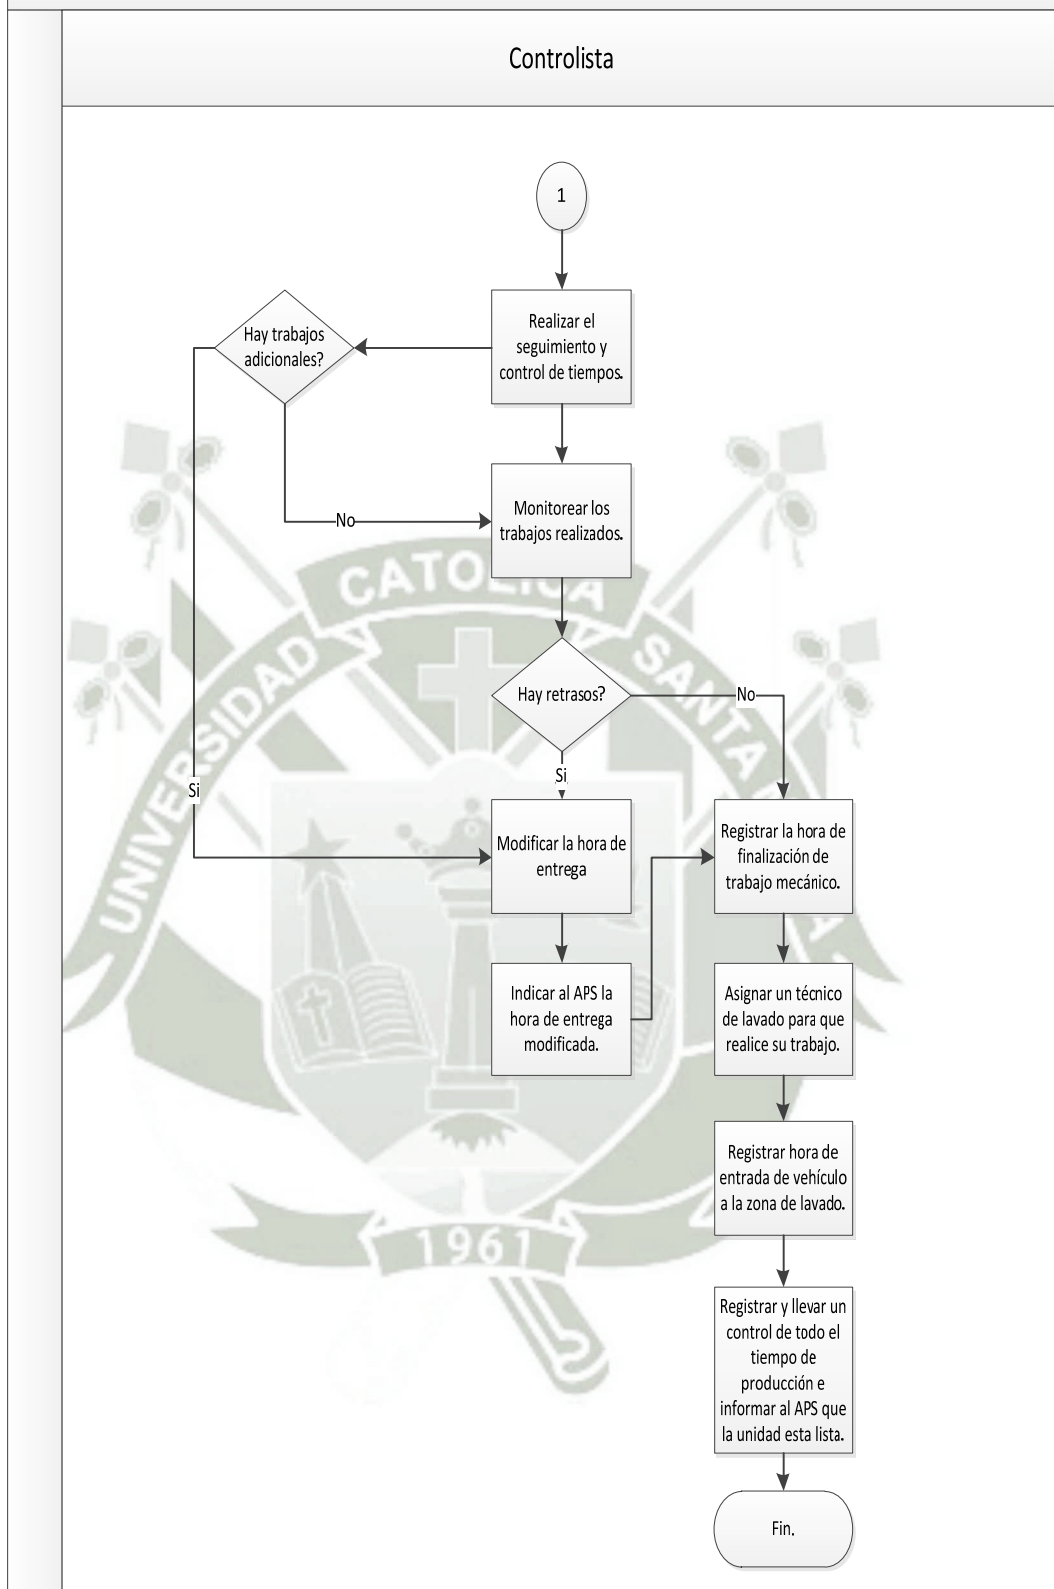 Controlista
1
Realizar el
seguimiento y
control de tiempos.
Hay trabajos
adicionales?
Monitorear los
trabajos realizados.
No
Hay retrasos?
No
Si
Si
Modificar la hora de
entrega
Registrar la hora de
finalización de
trabajo mecánico.
Indicar al APS la
hora de entrega
modificada.
Asignar un técnico
de lavado para que
realice su trabajo.
Registrar hora de
entrada de vehículo
a la zona de lavado.
Registrar y llevar un
control de todo el
tiempo de
producción e
informar al APS que
la unidad esta lista.
Fin.
UNIVERSIDAD
CATOLICA
SANTA
1961